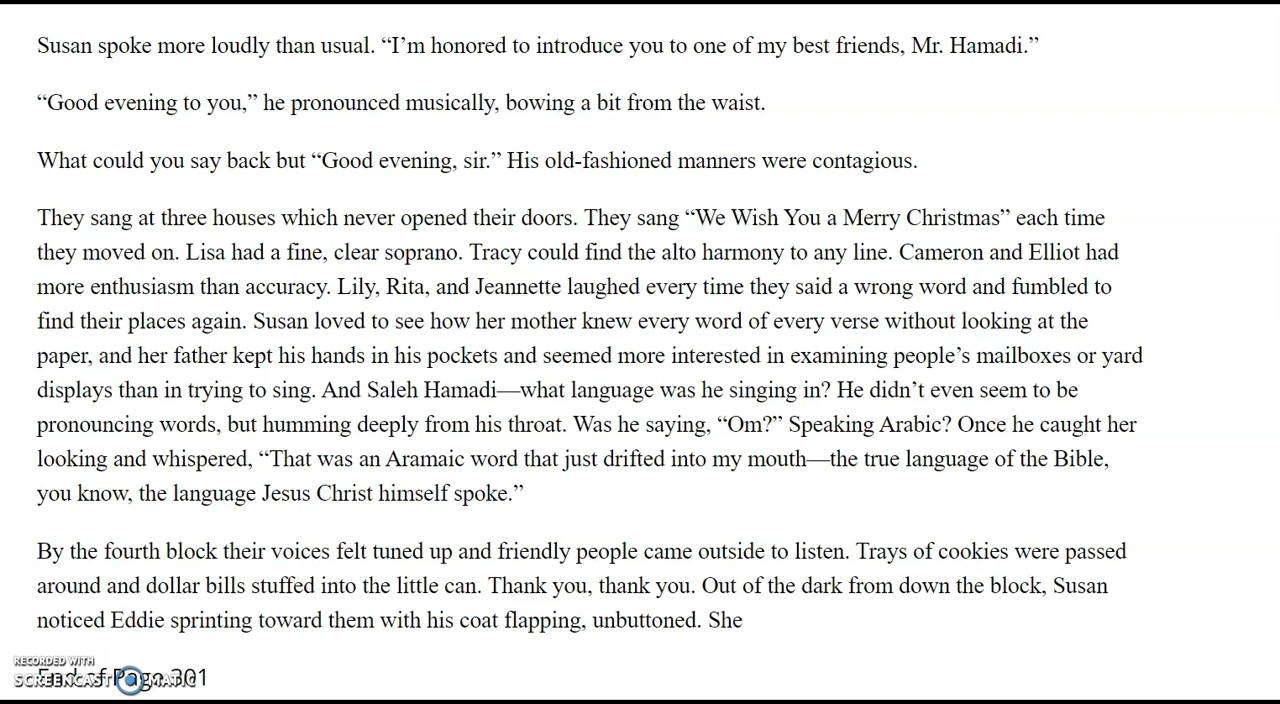 Susan spoke more loudly than usual. “I’m honored to introduce you to one of my best friends, Mr. Hamadi.”
“Good evening to you,” he pronounced musically, bowing a bit from the waist.
What could you say back but “Good evening, sir.” His old-fashioned manners were contagious.
They sang at three houses which never opened their doors. They sang “We Wish You a Merry Christmas” each time
they moved on. Lisa had a fine, clear soprano. Tracy could find the alto harmony to any line. Cameron and Elliot had
more enthusiasm than accuracy. Lily, Rita, and Jeannette laughed every time they said a wrong word and fumbled to
find their places again. Susan loved to see how her mother knew every word of every verse without looking at the
paper, and her father kept his hands in his pockets and seemed more interested in examining people’s mailboxes or yard
displays than in trying to sing. And Saleh Hamadi—what language was he singing in? He didn’t even seem to be
pronouncing words, but humming deeply from his throat. Was he saying, “Om?” Speaking Arabic? Once he caught her
looking and whispered, “That was an Aramaic word that just drifted into my mouth—the true language of the Bible,
you know, the language Jesus Christ himself spoke.”
By the fourth block their voices felt tuned up and friendly people came outside to listen. Trays of cookies were passed
around and dollar bills stuffed into the little can. Thank you, thank you. Out of the dark from down the block, Susan
noticed Eddie sprinting toward them with his coat flapping, unbuttoned. She
RECORDED WITH
SCREENCAST MATIC
End of Page 301